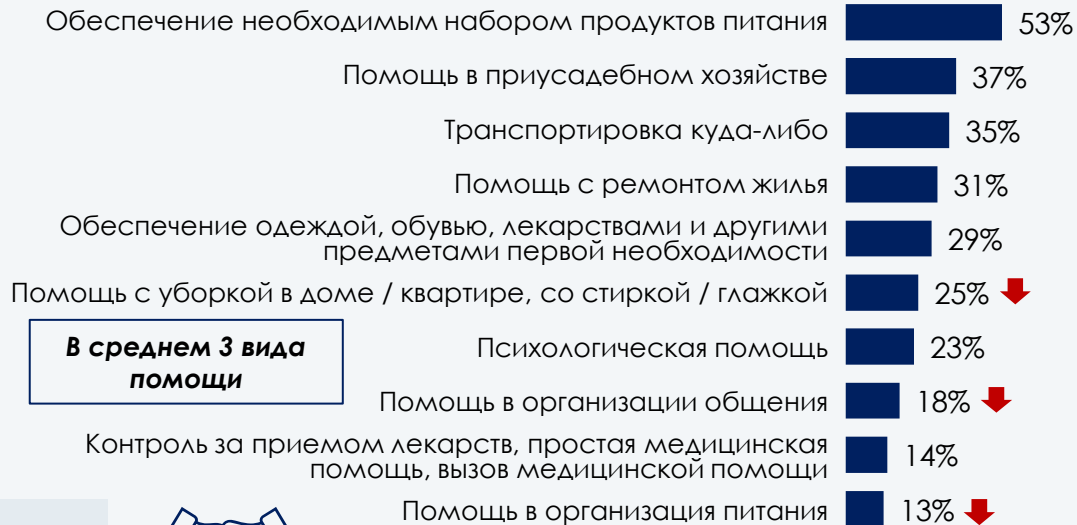 Обеспечение необходимым набором продуктов питания 53%
Помощь в приусадебном хозяйстве 37%
Транспортировка куда-либо 35%
Помощь с ремонтом жилья 31%
Обеспечение одеждой, обувью, лекарствами и другими
предметами первой необходимости 29%
Помощь с уборкой в доме / квартире, со стиркой / глажкой 25%
В среднем 3 вида
помощи
Психологическая помощь 23%
Помощь в организации общения 18%
Контроль за приемом лекарств, простая медицинская
помощь, вызов медицинской помощи 14%
Помощь в организация питания 13%